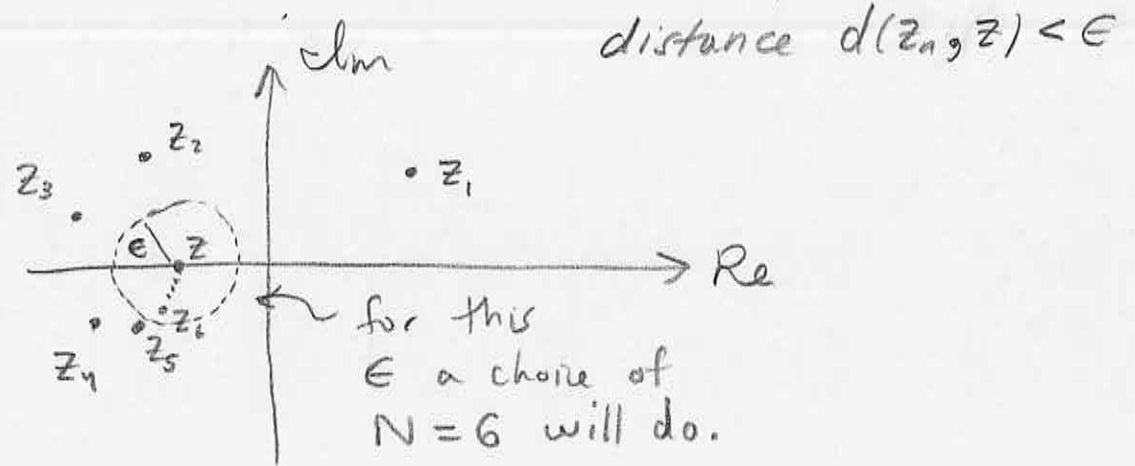 distance d(zₙ, z) < ϵ
Im
z₂
z₁
z₃
ϵ z
Re
z₆
z₅
z₄
for this
ϵ a choice of
N = 6 will do.